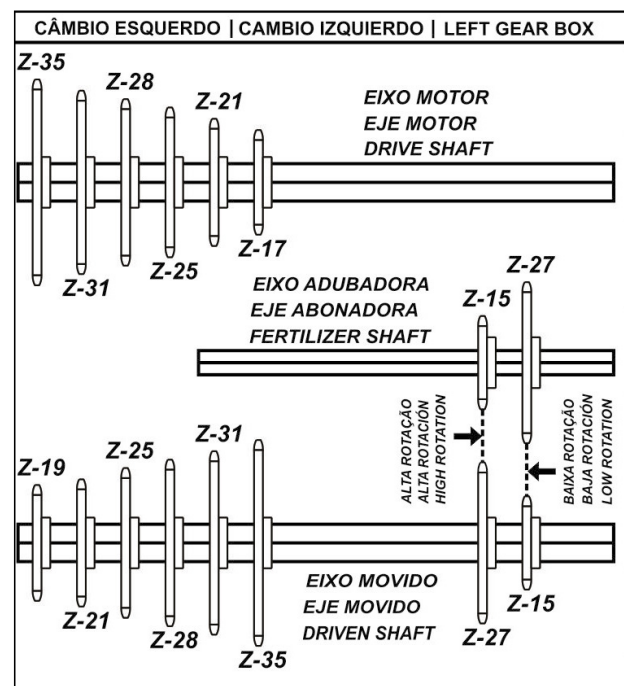 CÂMBIO ESQUERDO | CAMBIO IZQUIERDO | LEFT GEAR BOX
Z-35
Z-28
Z-21
EIXO MOTOR
EJE MOTOR
DRIVE SHAFT
Z-31
Z-25
Z-17
EIXO ADUBADORA
EJE ABONADORA
FERTILIZER SHAFT
Z-15
Z-27
ALTA ROTAÇÃO
ALTA ROTACIÓN
HIGH ROTATION
BAIXA ROTAÇÃO
BAJA ROTACIÓN
LOW ROTATION
Z-19
Z-25
Z-31
Z-21
Z-28
Z-35
EIXO MOVIDO
EJE MOVIDO
DRIVEN SHAFT
Z-27
Z-15